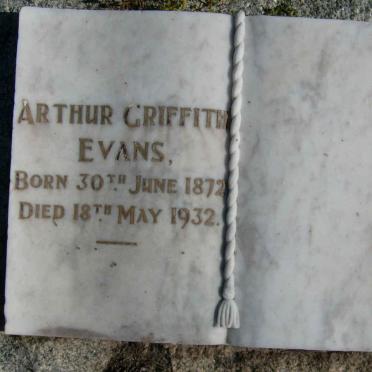 ARTHUR GRIFFITH
EVANS,
BORN 30TH JUNE 1872
DIED 18TH MAY 1932.